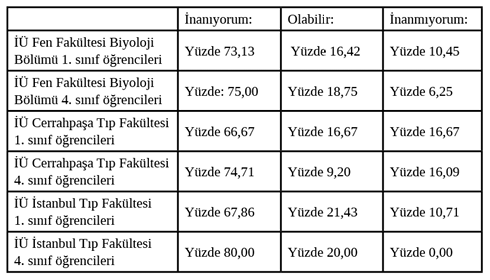 İnanıyorum: Olabilir: İnanmıyorum:
İÜ Fen Fakültesi Biyoloji
Bölümü 1. sınıf öğrencileri Yüzde 73,13 Yüzde 16,42 Yüzde 10,45
İÜ Fen Fakültesi Biyoloji
Bölümü 4. sınıf öğrencileri Yüzde: 75,00 Yüzde 18,75 Yüzde 6,25
İÜ Cerrahpaşa Tıp Fakültesi
1. sınıf öğrencileri Yüzde 66,67 Yüzde 16,67 Yüzde 16,67
İÜ Cerrahpaşa Tıp Fakültesi
4. sınıf öğrencileri Yüzde 74,71 Yüzde 9,20 Yüzde 16,09
İÜ İstanbul Tıp Fakültesi
1. sınıf öğrencileri Yüzde 67,86 Yüzde 21,43 Yüzde 10,71
İÜ İstanbul Tıp Fakültesi
4. sınıf öğrencileri Yüzde 80,00 Yüzde 20,00 Yüzde 0,00